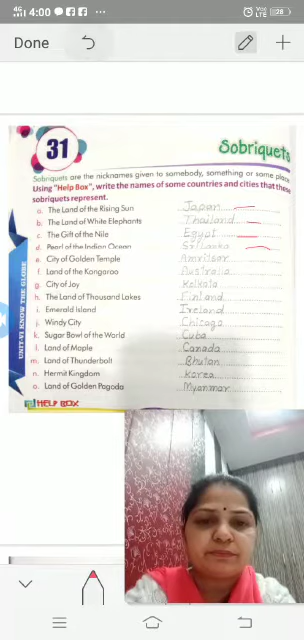 4G 4:00 Vo) LTE 28
Done
31
Sobriquets
Sobriquets are the nicknames given to somebody, something or some place.
Using "Help Box", write the names of some countries and cities that these
sobriquets represent.
a. The Land of the Rising Sun Japan
b. The Land of White Elephants Thailand
c. The Gift of the Nile Egypt
d. Pearl of the Indian Ocean Srilanka
e. City of Golden Temple Amritsar
f. Land of the Kangaroo Australia
g. City of Joy Kolkata
h. The Land of Thousand Lakes Finland
i. Emerald Island Ireland
j. Windy City Chicago
k. Sugar Bowl of the World Cuba
l. Land of Maple Canada
m. Land of Thunderbolt Bhutan
n. Hermit Kingdom Korea
o. Land of Golden Pagoda Myanmar
UNIT-VI KNOW THE GLOBE
HELP BOX